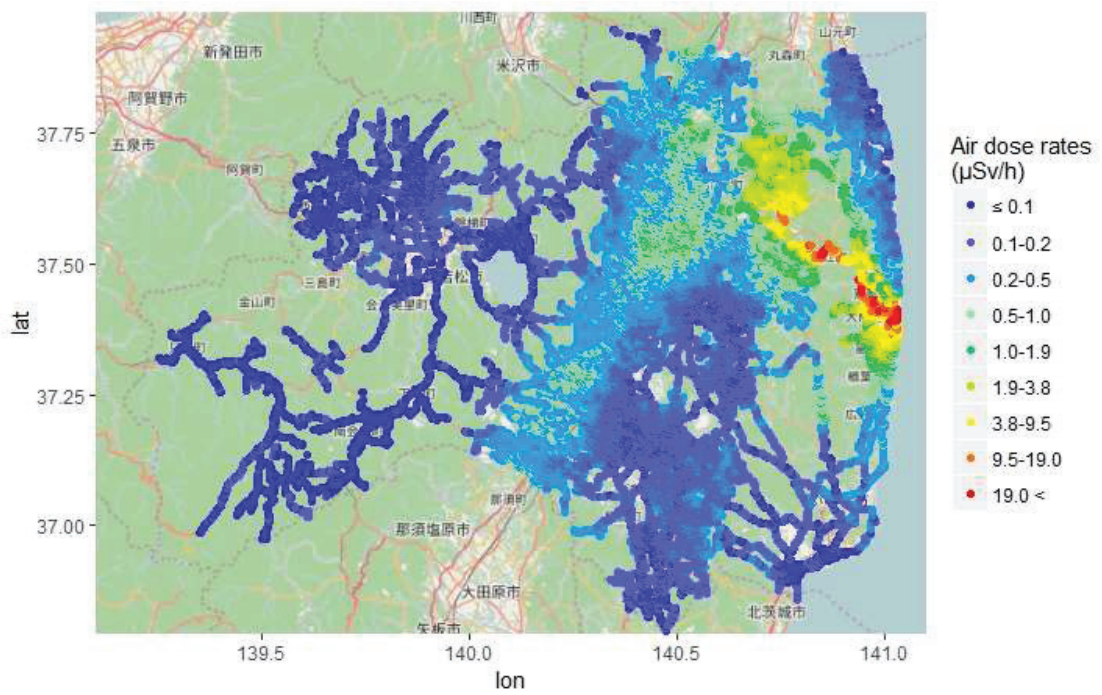 川西町
山元町
新発田市
米沢市
丸森町
阿賀野市
37.75
五泉市
阿賀町
Air dose rates
(μSv/h)
≤ 0.1
0.1-0.2
37.50
三島町
0.2-0.5
金山町
0.5-1.0
lat
1.0-1.9
37.25
楢葉
1.9-3.8
3.8-9.5
那須町
9.5-19.0
37.00
那須塩原市
19.0 <
大田原市
北茨城市
矢板市
139.5
140.0
140.5
141.0
lon